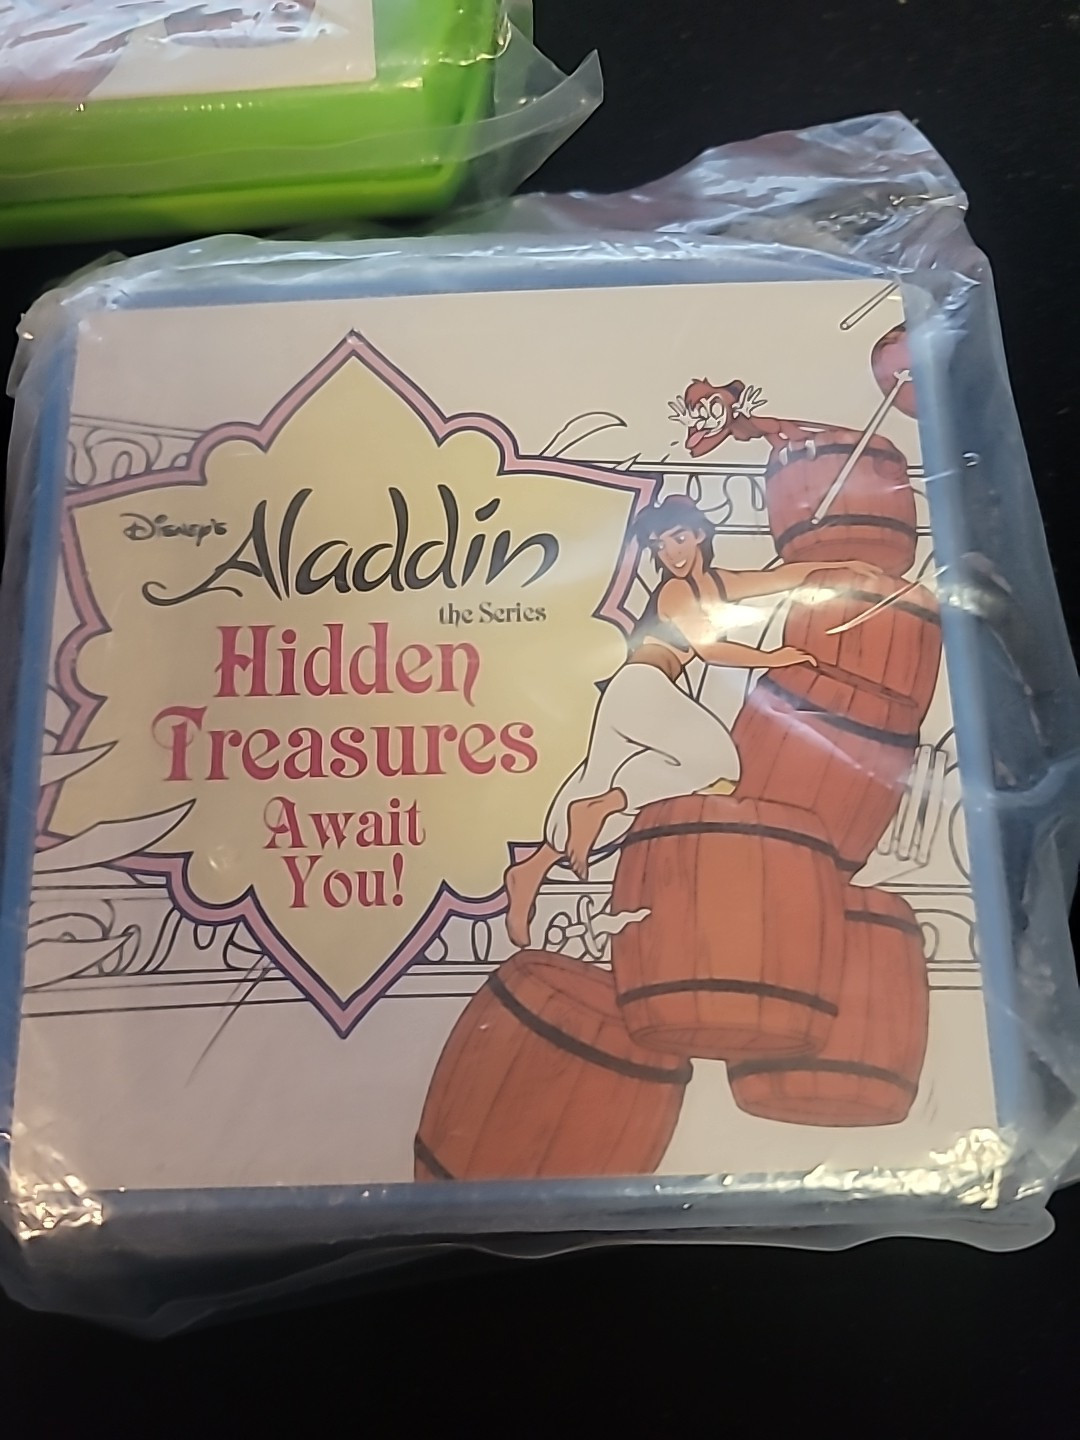 Disney's
Aladdin
the Series
Hidden
Treasures
Await
You!